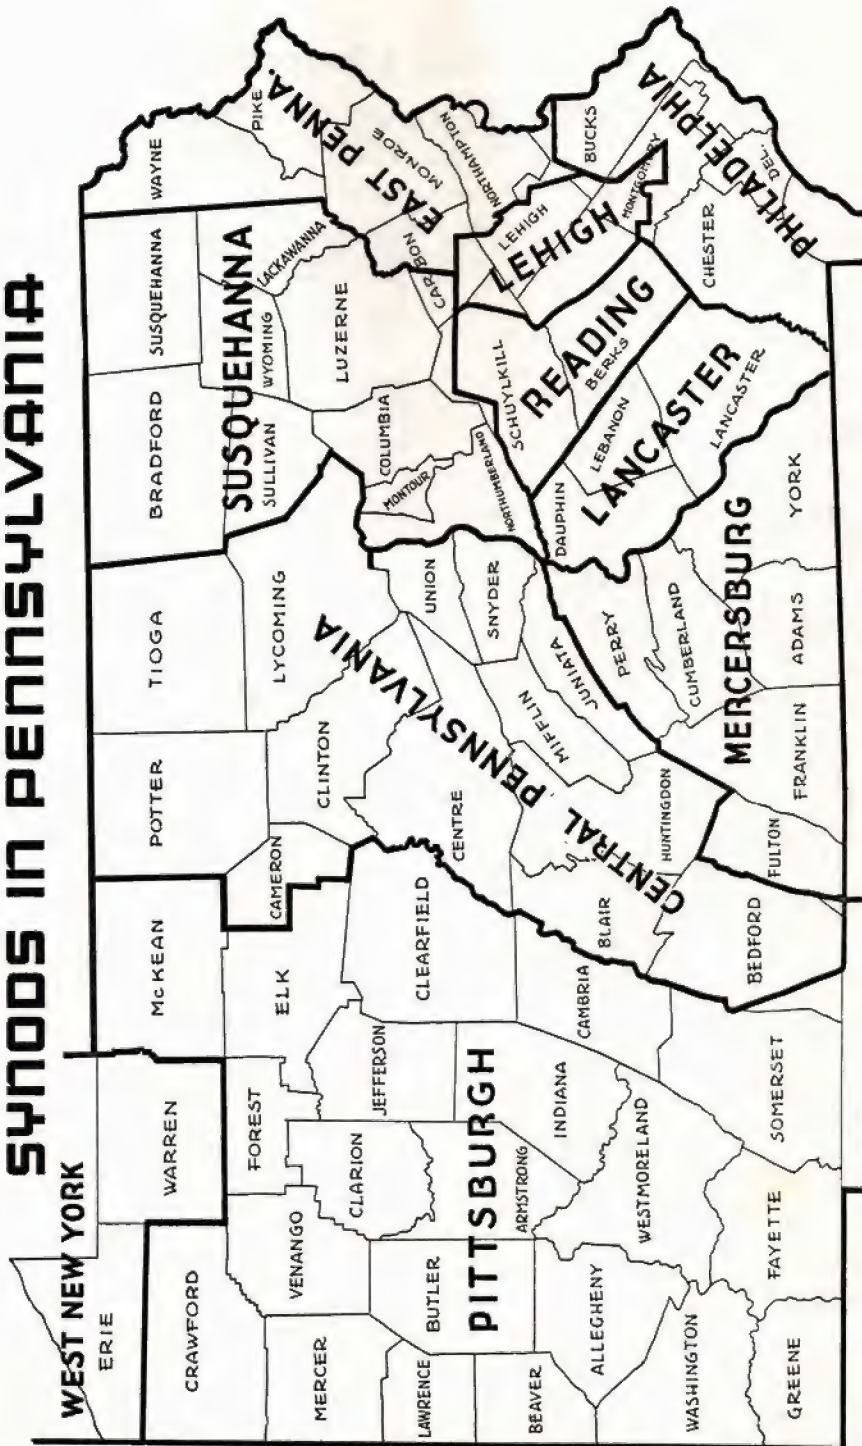 SYNODS IN PENNSYLVANIA
WEST NEW YORK
ERIE
WARREN
CRAWFORD
McKEAN
POTTER
TIOGA
BRADFORD
SUSQUEHANNA
WAYNE
PIKE
SUSQUEHANNA
SULLIVAN
WYOMING
LACKAWANNA
LUZERNE
COLUMBIA
MONTOUR
NORTHUMBERLAND
EAST PENNA.
MONROE
CARBON
NORTHAMPTON
LEHIGH
LEHIGH
MONTGOMERY
BUCKS
PHILADELPHIA
DEL.
CHESTER
READING
SCHUYLKILL
BERKS
LANCASTER
DAUPHIN
LEBANON
LANCASTER
MERCERSBURG
PERRY
CUMBERLAND
YORK
ADAMS
FRANKLIN
FULTON
CENTRAL PENNSYLVANIA
LYCOMING
CLINTON
CAMERON
CENTRE
UNION
SNYDER
MIFFLIN
JUNIATA
HUNTINGDON
BLAIR
BEDFORD
PITTSBURGH
ELK
FOREST
VENANGO
MERCER
CLARION
JEFFERSON
CLEARFIELD
LAWRENCE
BUTLER
ARMSTRONG
INDIANA
CAMBRIA
BEAVER
ALLEGHENY
WESTMORELAND
SOMERSET
WASHINGTON
FAYETTE
GREENE